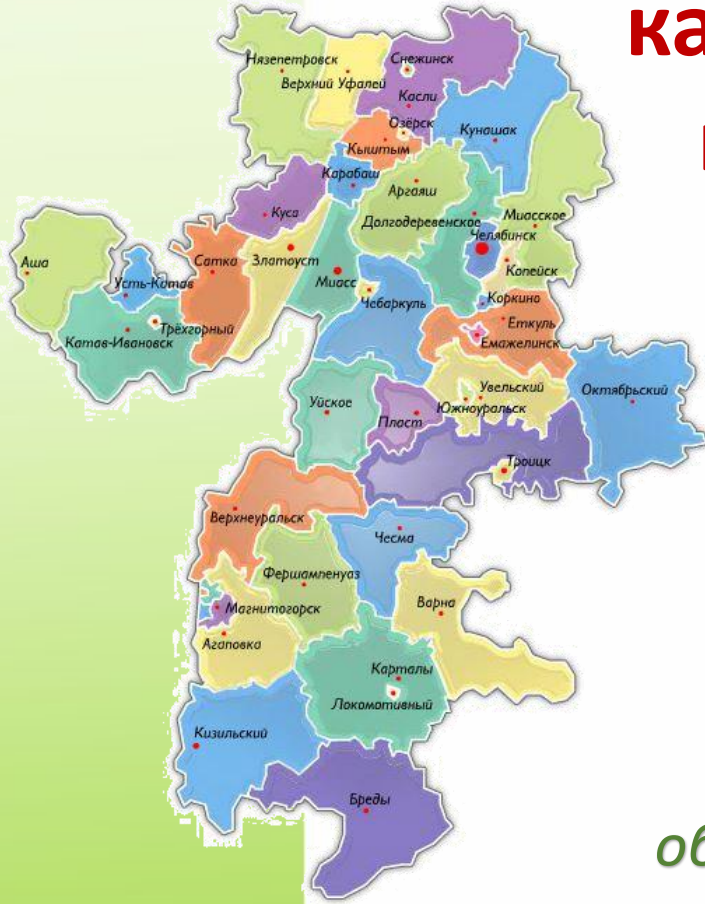 ка
Нязепетровск
Верхний Уфалей
Снежинск
Касли
Озёрск
Кыштым
Кунашак
Карабаш
Аргаяш
Куса
Долгодеревенское
Миасское
Челябинск
Аша
Сатка
Златоуст
Миасс
Копейск
Усть-Катав
Чебаркуль
Коркино
Трёхгорный
Еткуль
Катав-Ивановск
Емажелинск
Увельский
Октябрьский
Уйское
Пласт
Южноуральск
Троицк
Верхнеуральск
Чесма
Фершампенуаз
Магнитогорск
Варна
Агаповка
Карталы
Локомотивный
Кизильский
Бреды
об